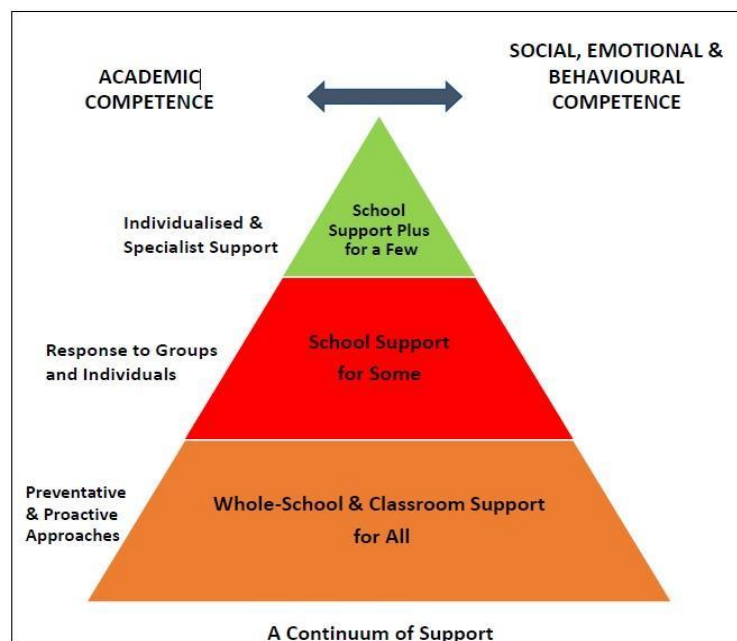 ACADEMIC
COMPETENCE
SOCIAL, EMOTIONAL &
BEHAVIOURAL
COMPETENCE
Individualised &
Specialist Support
School
Support Plus
for a Few
Response to Groups
and Individuals
School Support
for Some
Preventative
& Proactive
Approaches
Whole-School & Classroom Support
for All
A Continuum of Support